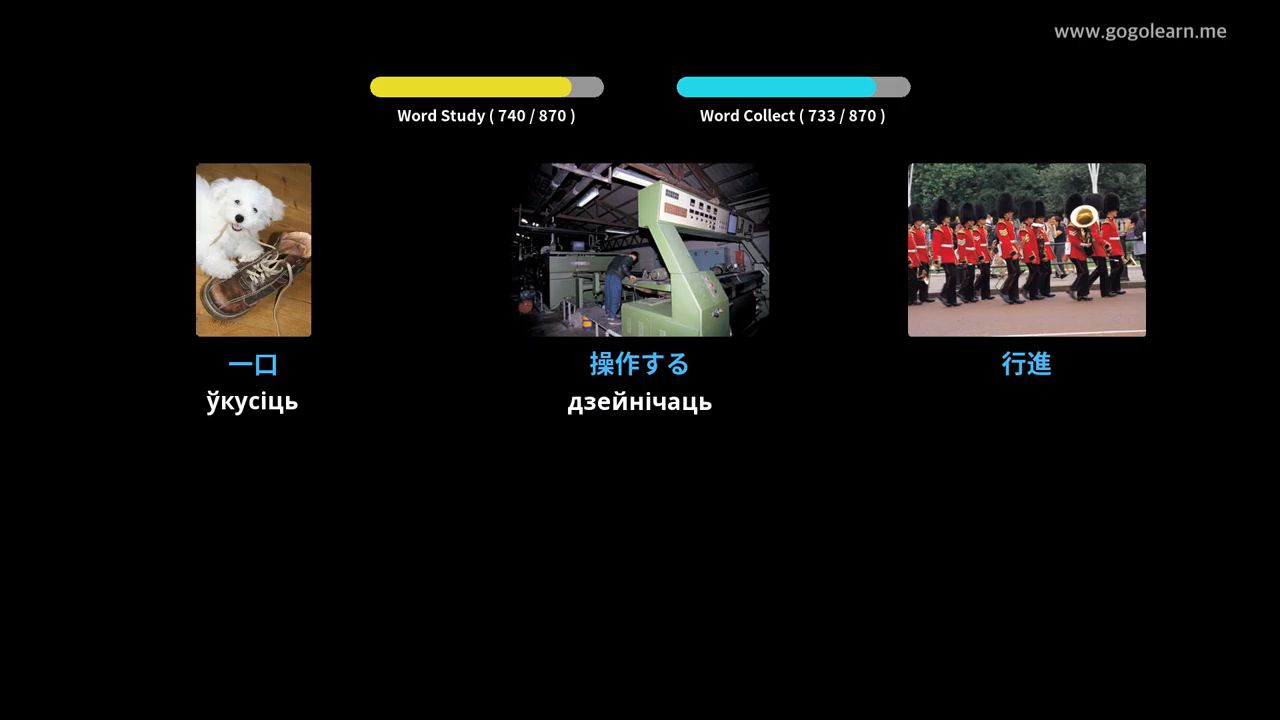 www.gogolearn.me
Word Study ( 740 / 870 )
Word Collect ( 733 / 870 )
一口
操作する
行進
ўкусіць
дзейнічаць